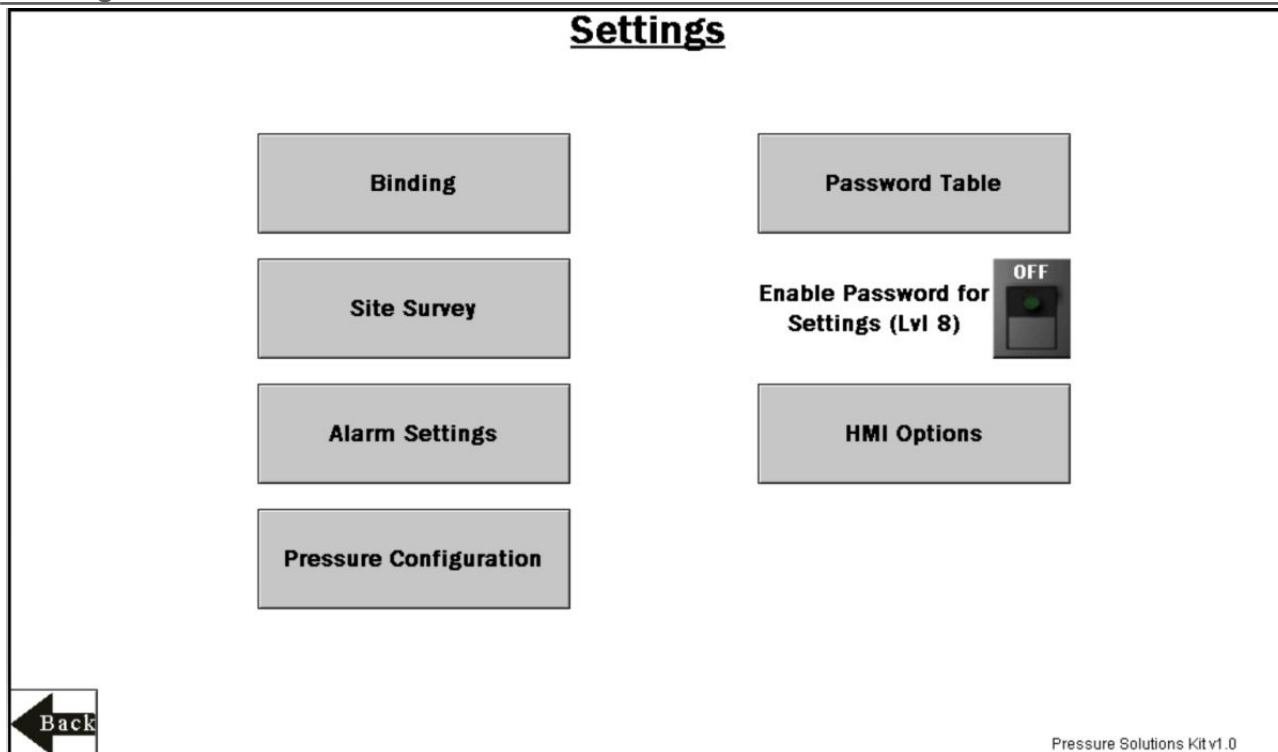 Settings
Binding
Password Table
Site Survey
OFF
Enable Password for
Settings (Lvl 8)
Alarm Settings
HMI Options
Pressure Configuration
Back
Pressure Solutions Kit v1.0